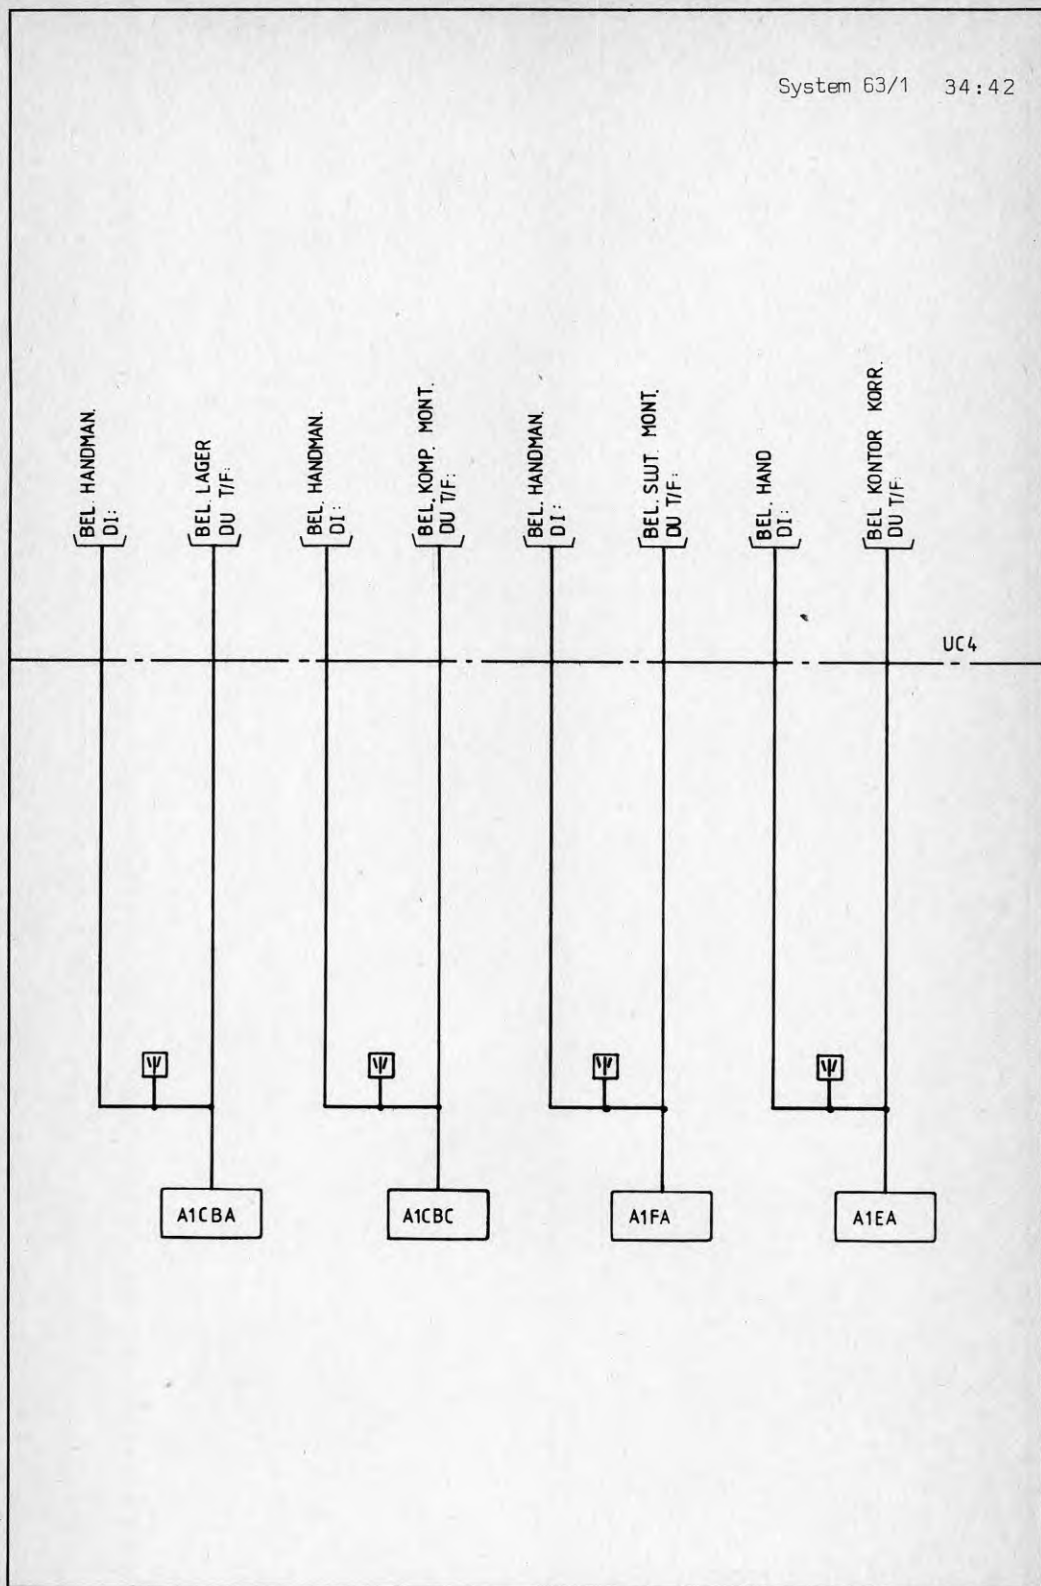 System 63/1 34:42
BEL. HANDMAN.
DI:
BEL. LAGER
DU T/F:
BEL. HANDMAN.
DI:
BEL. KOMP. MONT.
DU T/F:
BEL. HANDMAN.
DI:
BEL. SLUT. MONT.
DU T/F:
BEL. HAND
DI:
BEL KONTOR KORR.
DU T/F:
UC4
A1CBA
A1CBC
A1FA
A1EA